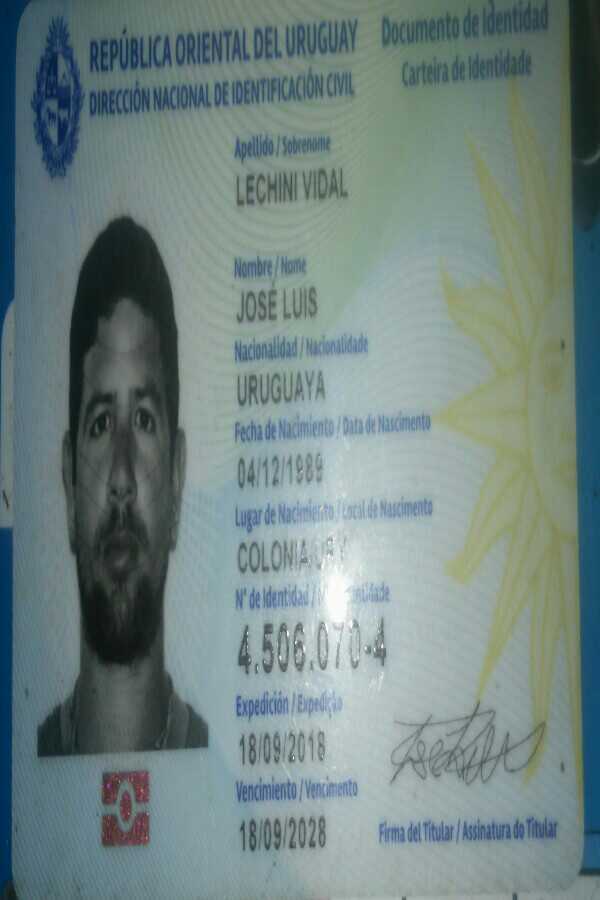 REPÚBLICA ORIENTAL DEL URUGUAY
DIRECCIÓN NACIONAL DE IDENTIFICACIÓN CIVIL
Documento de Identidad
Carteira de Identidade
Apellido / Sobrenome
LECHINI VIDAL
Nombre / Nome
JOSÉ LUIS
Nacionalidad / Nacionalidade
URUGUAYA
Fecha de Nacimiento / Data de Nascimento
04/12/1989
Lugar de Nacimiento / Local de Nascimento
COLONIA/URY
N° de Identidad /
4.506.070-4
Expedición / Expedição
18/09/2018
Vencimiento / Vencimento
18/09/2028
Firma del Titular / Assinatura do Titular